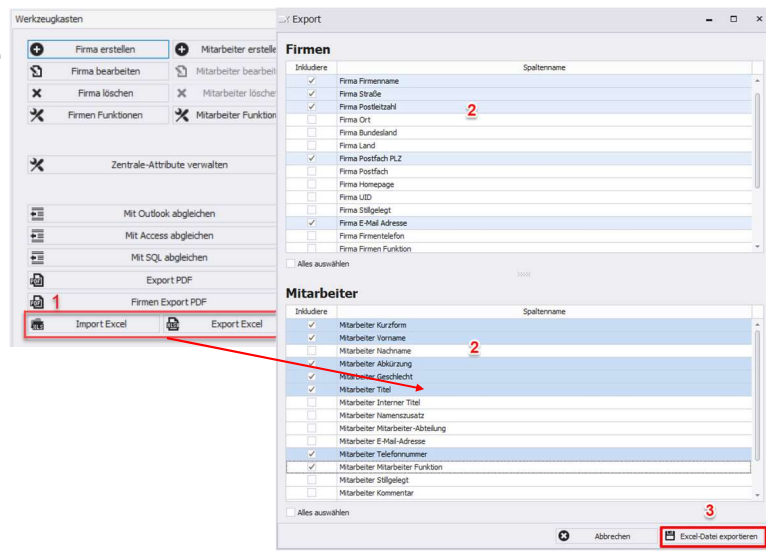 Werkzeugkasten
Firma erstellen
Mitarbeiter erstelle
Firma bearbeiten
Mitarbeiter bearbeit
Firma löschen
Mitarbeiter lösche
Firmen Funktionen
Mitarbeiter Funktion
Zentrale-Attribute verwalten
Mit Outlook abgleichen
Mit Access abgleichen
Mit SQL abgleichen
Export PDF
1
Firmen Export PDF
Import Excel
Export Excel
Export
Firmen
Inkludiere Spaltenname
Firma Firmenname
Firma Straße
Firma Postleitzahl
2
Firma Ort
Firma Bundesland
Firma Land
Firma Postfach PLZ
Firma Postfach
Firma Homepage
Firma UID
Firma Stillgelegt
Firma E-Mail Adresse
Firma Firmentelefon
Firma Firmen Funktion
Alles auswählen
Mitarbeiter
Inkludiere Spaltenname
Mitarbeiter Kurzform
Mitarbeiter Vorname
Mitarbeiter Nachname
2
Mitarbeiter Abkürzung
Mitarbeiter Geschlecht
Mitarbeiter Titel
Mitarbeiter Interner Titel
Mitarbeiter Namenszusatz
Mitarbeiter Mitarbeiter-Abteilung
Mitarbeiter E-Mail-Adresse
Mitarbeiter Telefonnummer
Mitarbeiter Mitarbeiter Funktion
Mitarbeiter Stillgelegt
Mitarbeiter Kommentar
Alles auswählen
3
Abbrechen
Excel-Datei exportieren